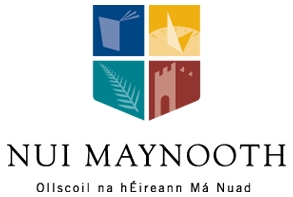 NUI MAYNOOTH
Ollscoil na hÉireann Má Nuad